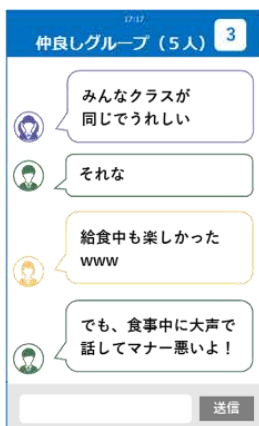 17:17
仲良しグループ（５人）
3
みんなクラスが
同じでうれしい
それな
給食中も楽しかった
www
でも、食事中に大声で
話してマナー悪いよ！
送信